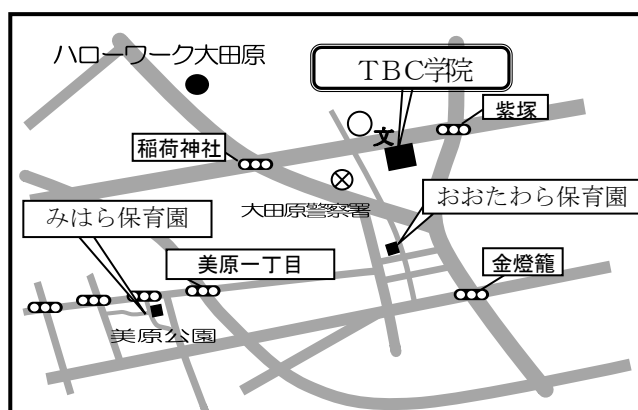 ハローワーク大田原
TBC学院
紫塚
文
稲荷神社
大田原警察署
おおたわら保育園
みはら保育園
美原一丁目
金燈籠
美原公園